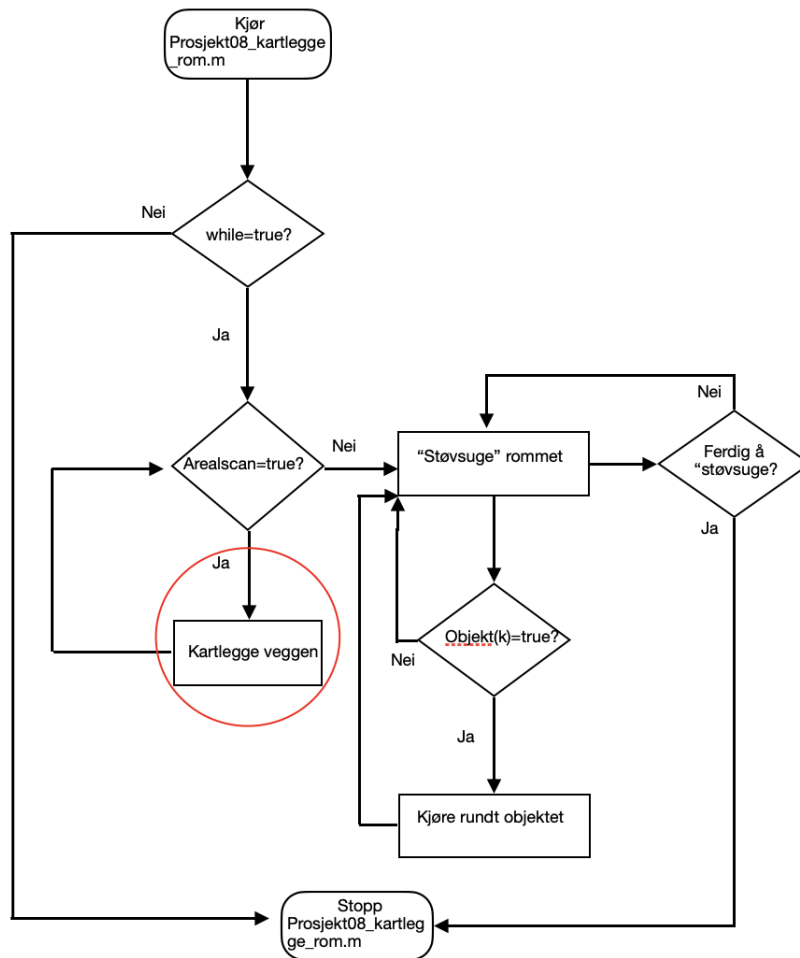 Kjør
Prosjekt08_kartlegge
_rom.m
Nei
while=true?
Ja
Nei
Arealscan=true?
Nei
“Støvsuge” rommet
Ferdig å
“støvsuge?
Ja
Ja
Kartlegge veggen
Objekt(k)=true?
Nei
Ja
Kjøre rundt objektet
Stopp
Prosjekt08_kartleg
ge_rom.m